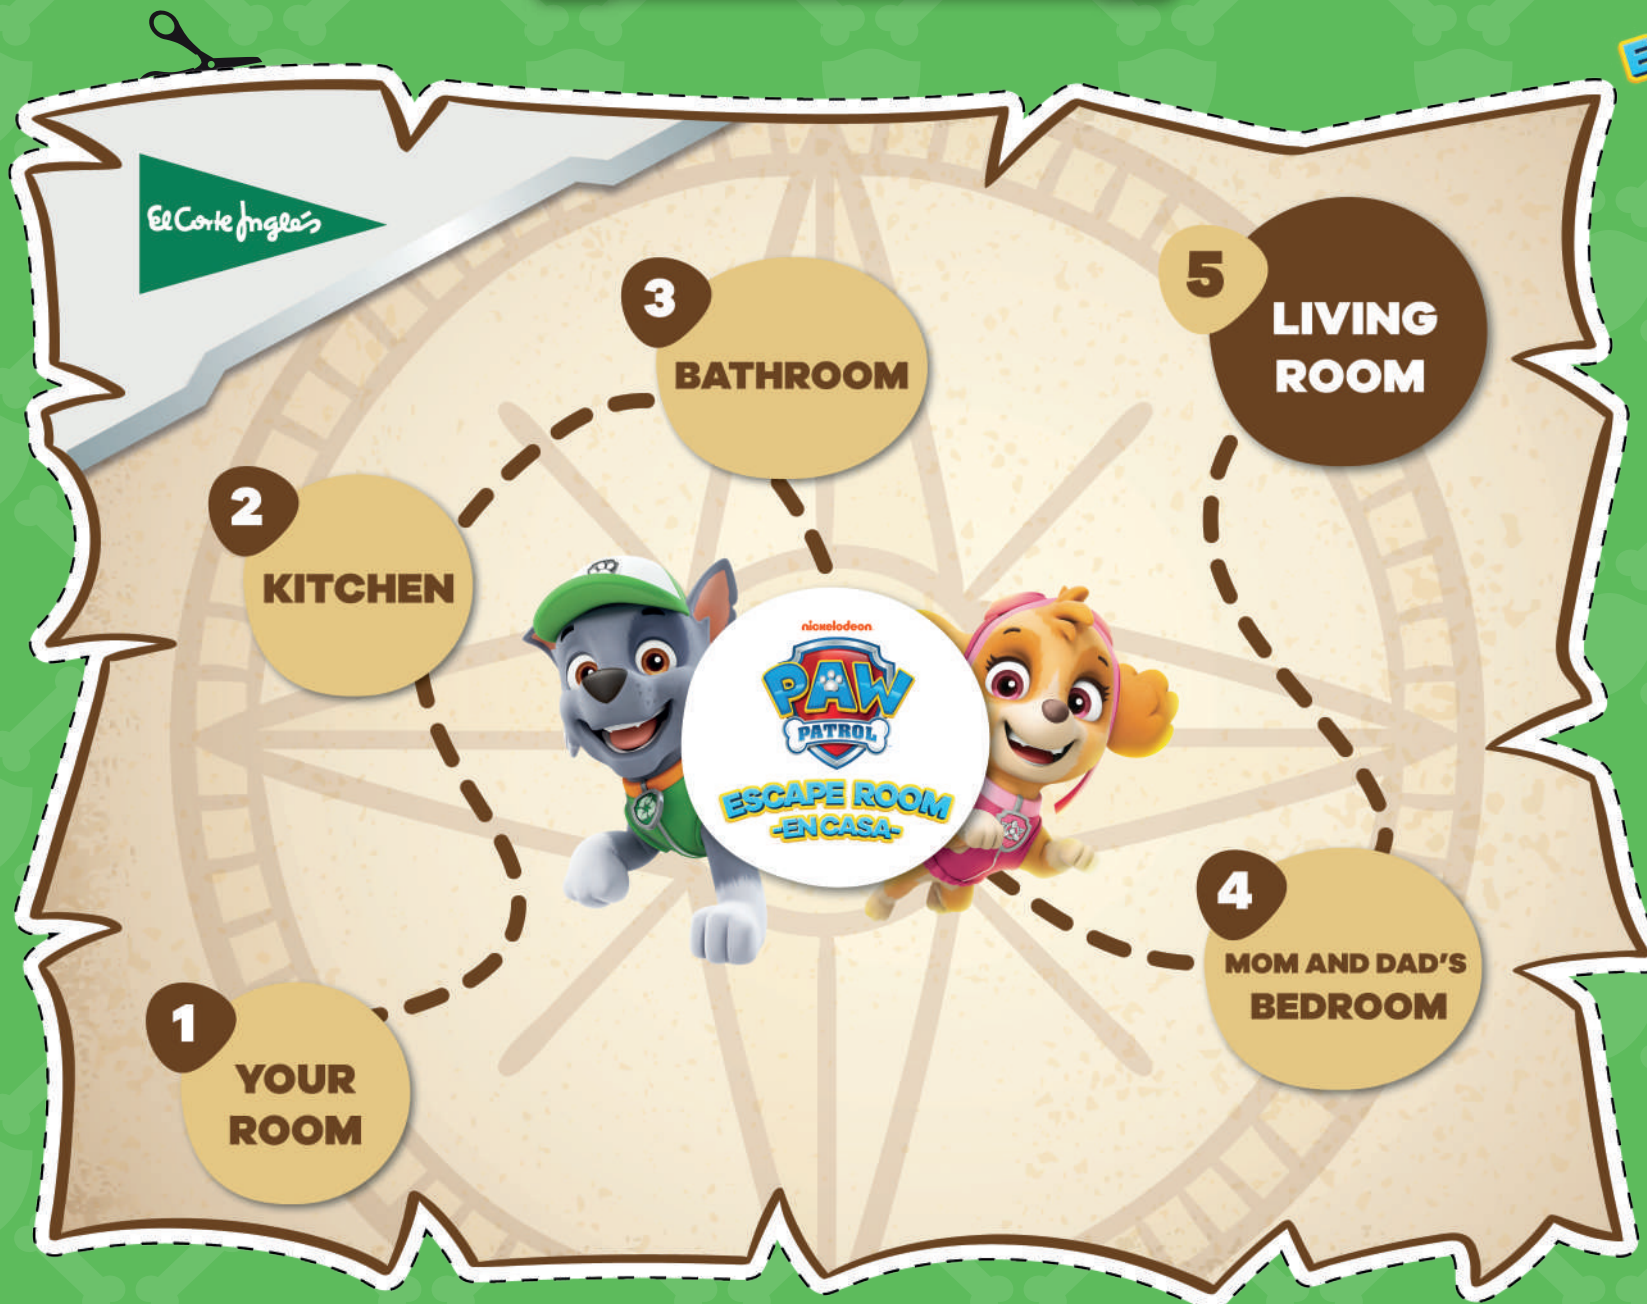 El Corte Inglés
3
BATHROOM
5
LIVING
ROOM
2
KITCHEN
nickelodeon
PAW
PATROL
ESCAPE ROOM
-EN CASA-
4
MOM AND DAD'S
BEDROOM
1
YOUR
ROOM